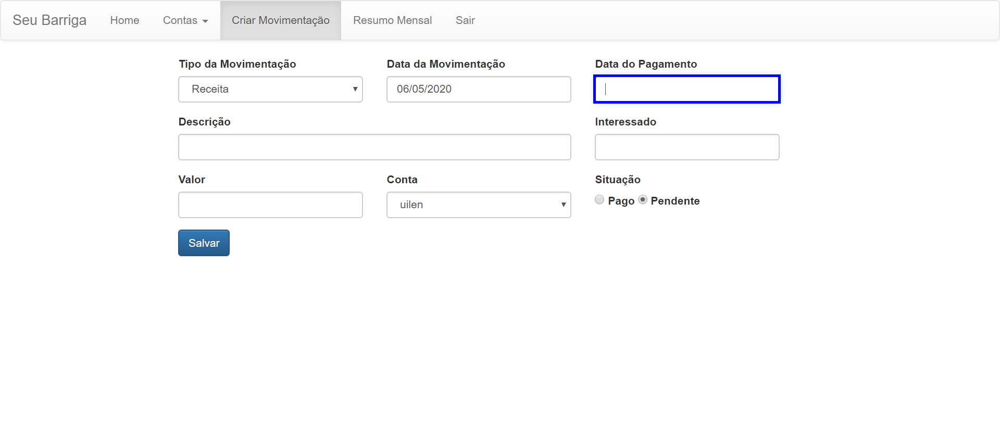 Seu Barriga Home Contas Criar Movimentação Resumo Mensal Sair
Tipo da Movimentação Data da Movimentação Data do Pagamento
Receita 06/05/2020
Descrição Interessado
Valor Conta Situação
uilen Pago Pendente
Salvar